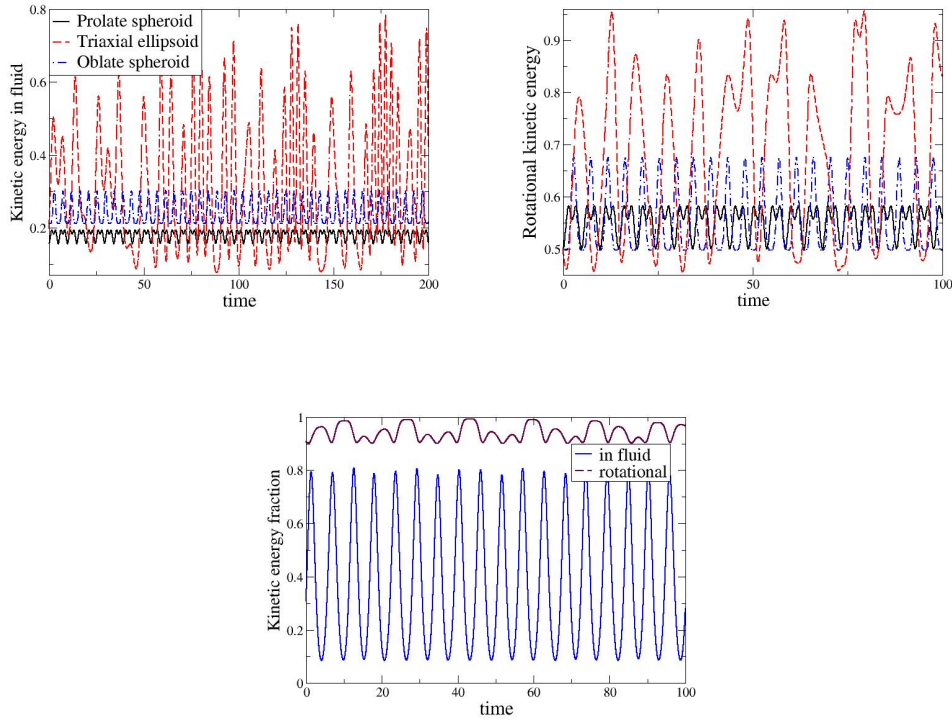 Prolate spheroid
Triaxial ellipsoid
Oblate spheroid
Kinetic energy in fluid
0.8
0.6
0.4
0.2
0
50
100
150
200
time
Rotational kinetic energy
0.9
0.8
0.7
0.6
0.5
0
50
100
time
Kinetic energy fraction
1
0.8
0.6
0.4
0.2
0
in fluid
rotational
0
20
40
60
80
100
time